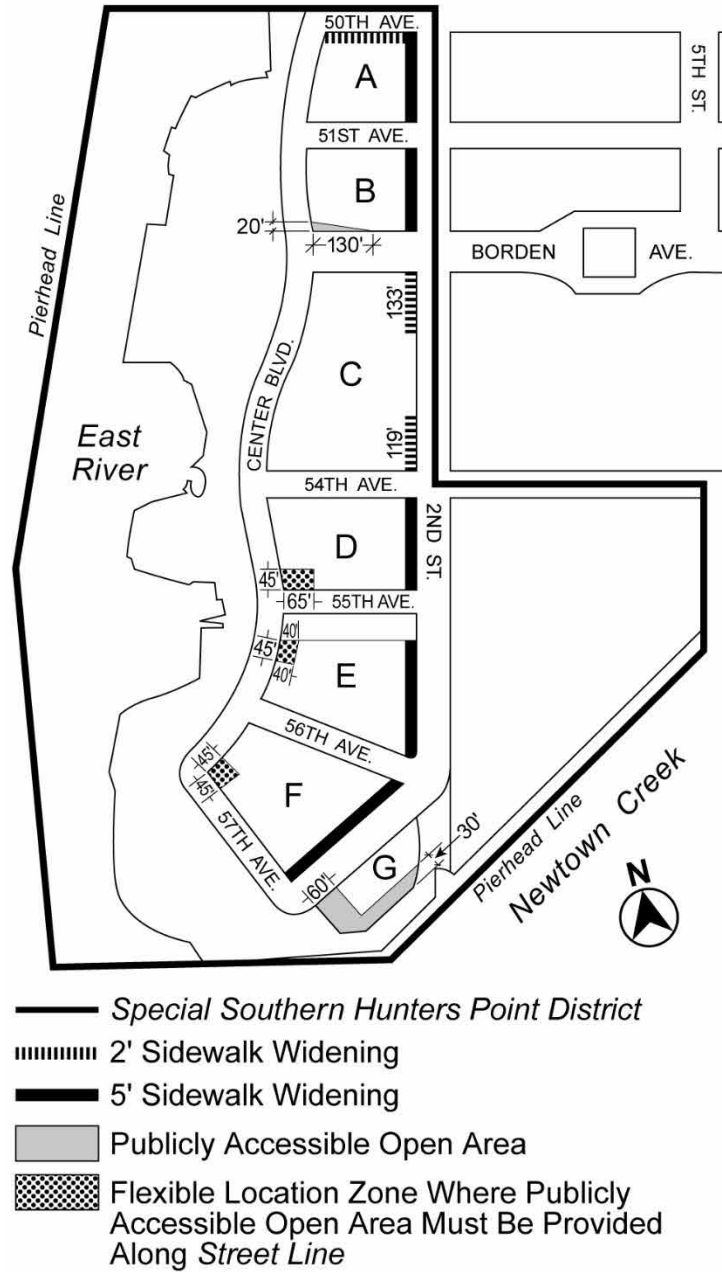 50TH AVE.
A
5TH ST.
51ST AVE.
B
20'
130'
BORDEN AVE.
Pierhead Line
133'
CENTER BLVD.
C
East
River
119'
54TH AVE.
2ND ST.
D
45'
65'
55TH AVE.
40'
45'
40'
E
56TH AVE.
45'
45'
F
57TH AVE.
30'
G
60'
Pierhead Line
Newtown Creek
N
Special Southern Hunters Point District
2' Sidewalk Widening
5' Sidewalk Widening
Publicly Accessible Open Area
Flexible Location Zone Where Publicly
Accessible Open Area Must Be Provided
Along Street Line